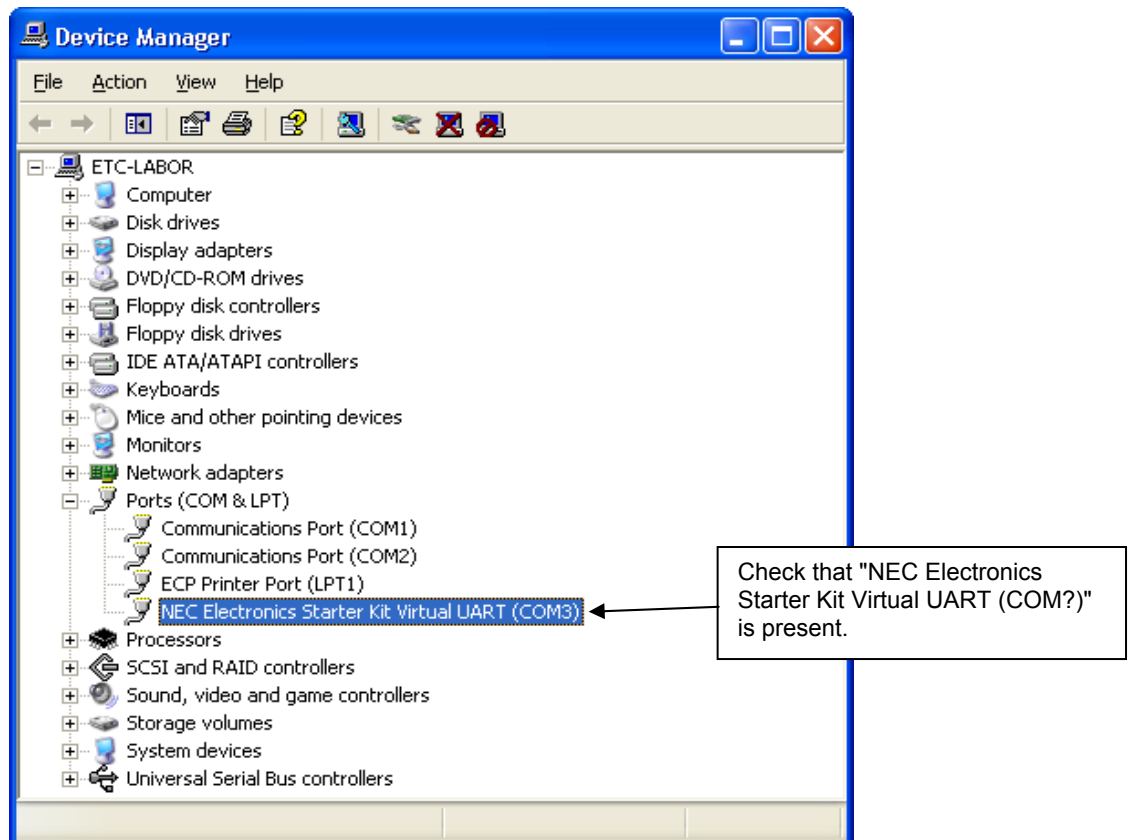 Device Manager
File Action View Help
ETC-LABOR
Computer
Disk drives
Display adapters
DVD/CD-ROM drives
Floppy disk controllers
Floppy disk drives
IDE ATA/ATAPI controllers
Keyboards
Mice and other pointing devices
Monitors
Network adapters
Ports (COM & LPT)
Communications Port (COM1)
Communications Port (COM2)
ECP Printer Port (LPT1)
NEC Electronics Starter Kit Virtual UART (COM3)
Processors
SCSI and RAID controllers
Sound, video and game controllers
Storage volumes
System devices
Universal Serial Bus controllers
Check that "NEC Electronics
Starter Kit Virtual UART (COM?)"
is present.